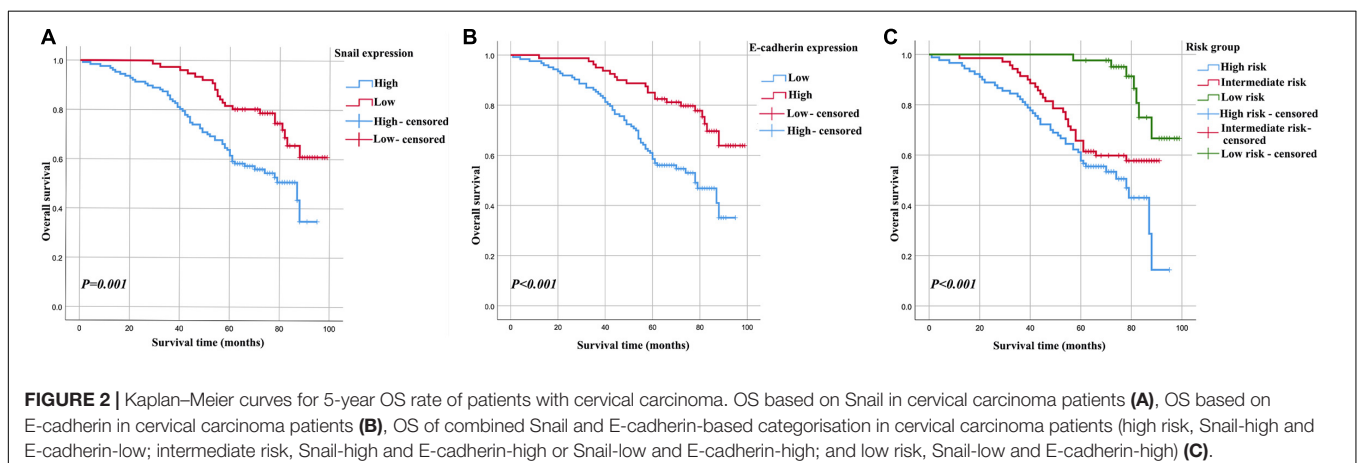 A
Snail expression
High
Low
High - censored
Low - censored
Overall survival
1.0
0.8
0.6
0.4
0.2
0.0
P=0.001
0 20 40 60 80 100
Survival time (months)
B
E-cadherin expression
Low
High
Low - censored
High - censored
Overall survival
1.0
0.8
0.6
0.4
0.2
0.0
P<0.001
0 20 40 60 80 100
Survival time (months)
C
Risk group
High risk
Intermediate risk
Low risk
High risk - censored
Intermediate risk-
censored
Low risk - censored
Overall survival
1.0
0.8
0.6
0.4
0.2
0.0
P<0.001
0 20 40 60 80 100
Survival time (months)
FIGURE 2 | Kaplan–Meier curves for 5-year OS rate of patients with cervical carcinoma. OS based on Snail in cervical carcinoma patients (A), OS based on
E-cadherin in cervical carcinoma patients (B), OS of combined Snail and E-cadherin-based categorisation in cervical carcinoma patients (high risk, Snail-high and
E-cadherin-low; intermediate risk, Snail-high and E-cadherin-high or Snail-low and E-cadherin-high; and low risk, Snail-low and E-cadherin-high) (C).